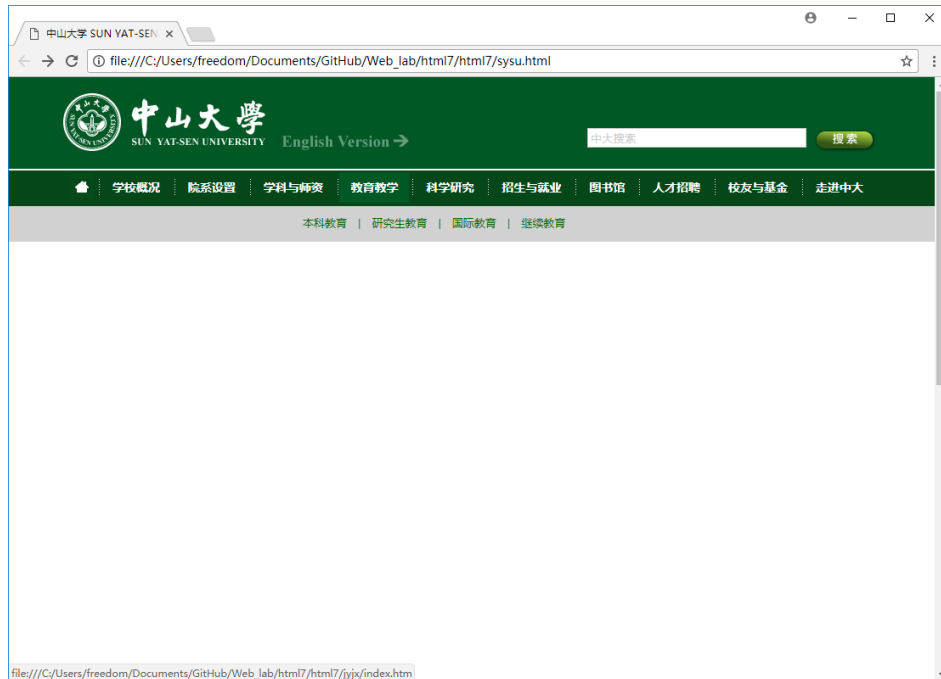 中山大学 SUN YAT-SEN
file:///C:/Users/freedom/Documents/GitHub/Web_lab/html7/html7/sysu.html
中山大學
SUN YAT-SEN UNIVERSITY
English Version
中大搜素
搜 索
学校概况 院系设置 学科与师资 教育教学 科学研究 招生与就业 图书馆 人才招聘 校友与基金 走进中大
本科教育 | 研究生教育 | 国际教育 | 继续教育
file:///C:/Users/freedom/Documents/GitHub/Web_lab/html7/html7/jyjx/index.htm